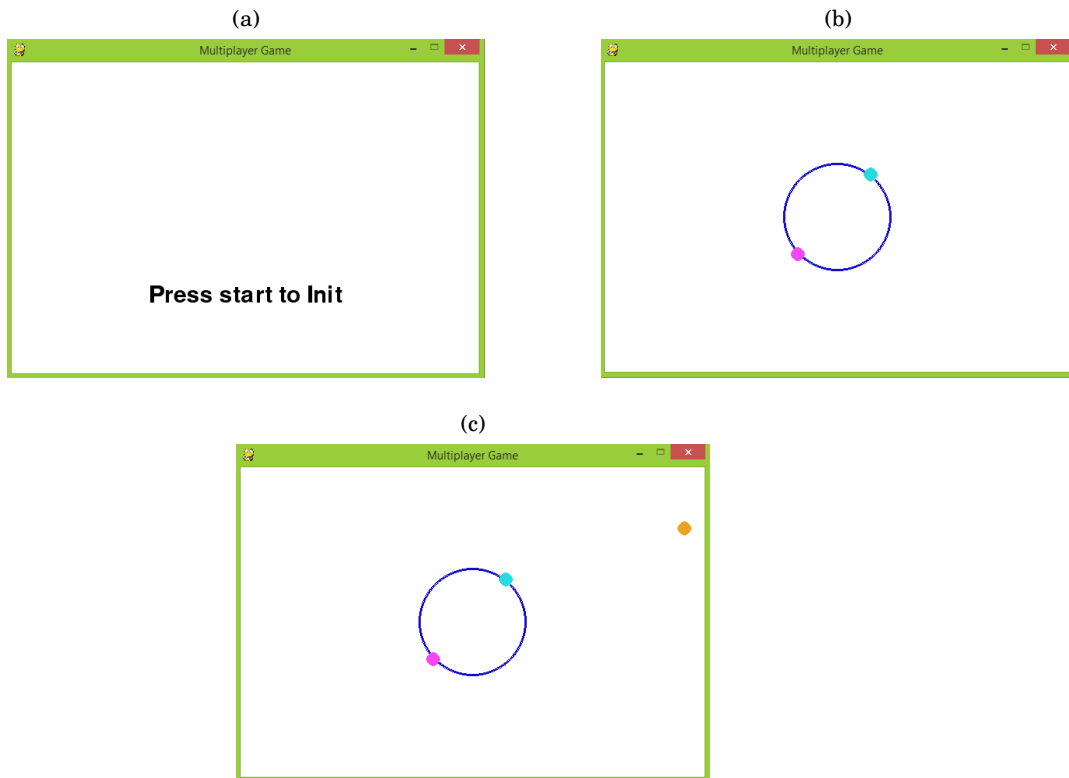 (a)
Multiplayer Game
Press start to Init
(b)
Multiplayer Game
(c)
Multiplayer Game